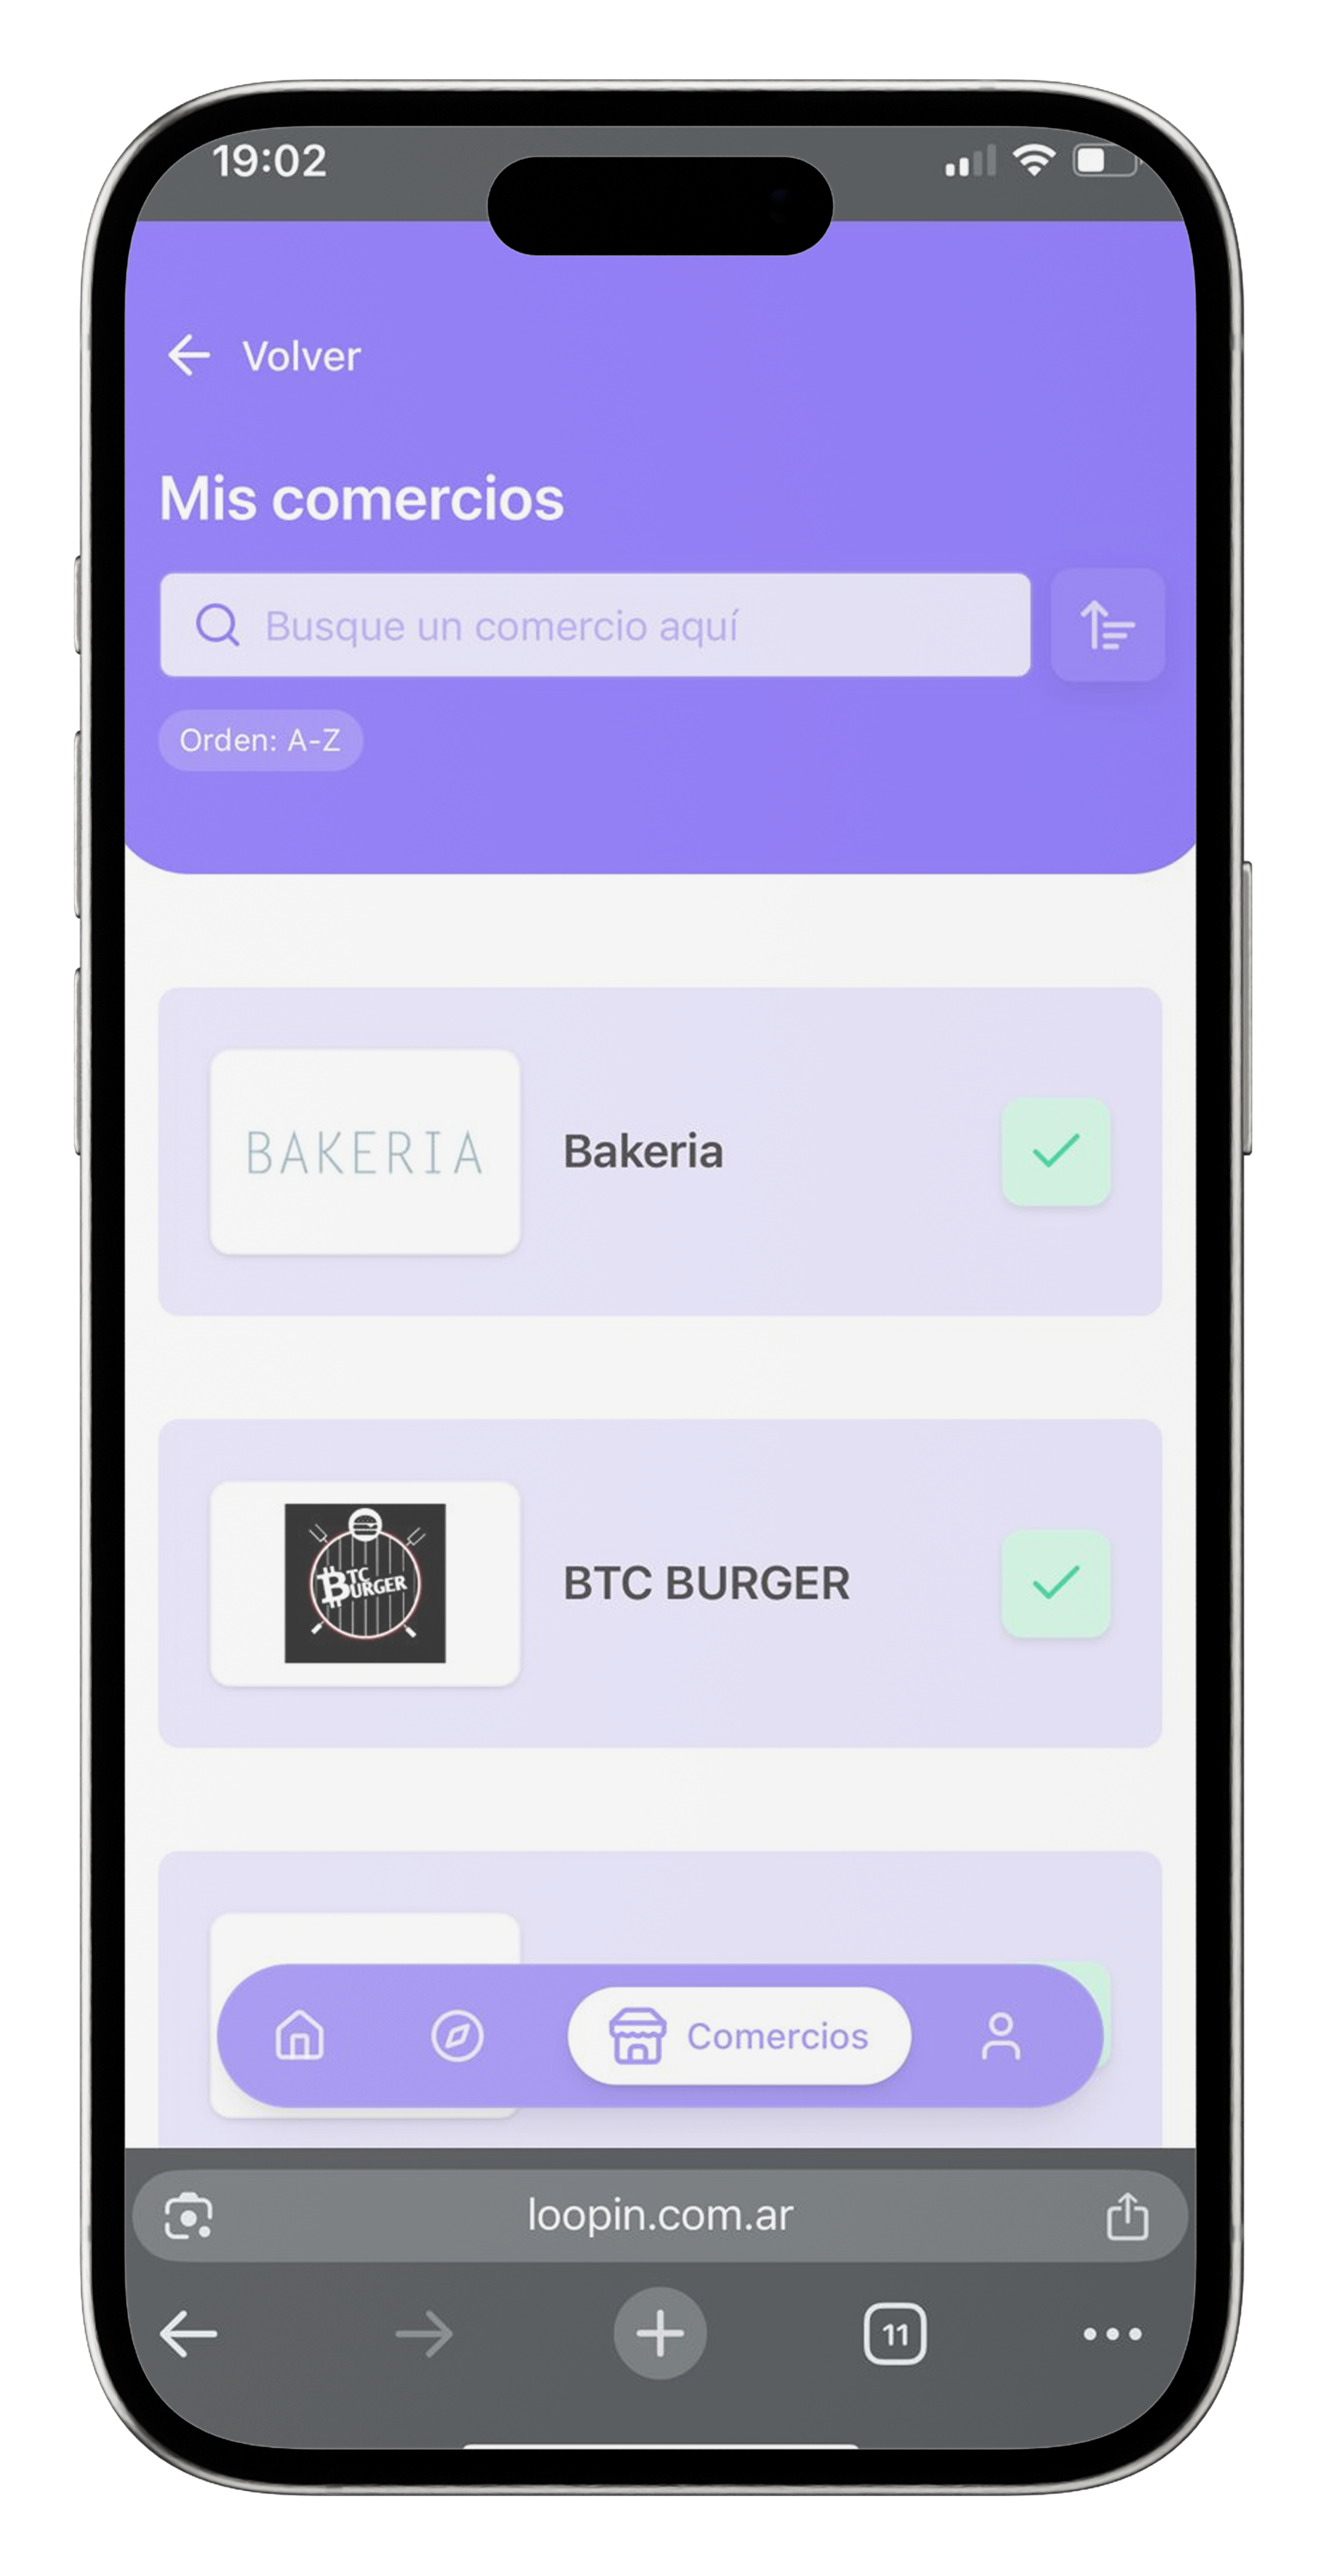 19:02
Volver
Mis comercios
Busque un comercio aquí
Orden: A-Z
BAKERIA
Bakeria
BTC
BURGER
BTC BURGER
Comercios
loopin.com.ar
11